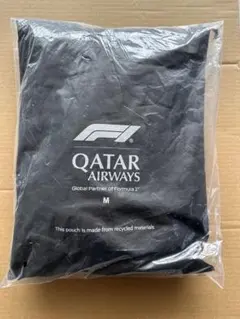 F1
QATAR
AIRWAYS
Global Partner of Formula 1®
M
This pouch is made from recycled materials